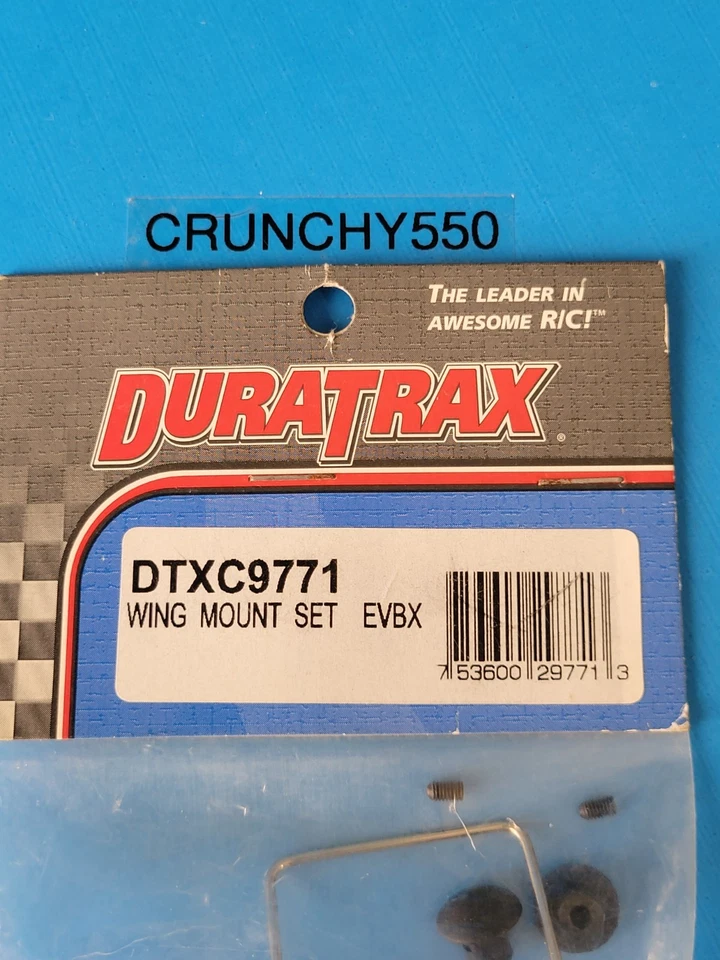 CRUNCHY550
THE LEADER IN
AWESOME R/C!™
DURATRAX®
DTXC9771
WING MOUNT SET EVBX
7 53600 29771 3